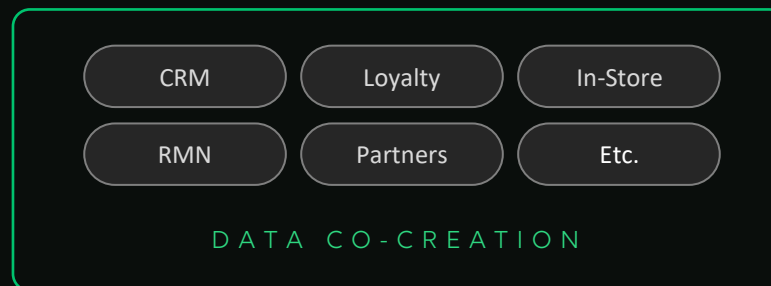 CRM Loyalty In-Store
RMN Partners Etc.
DATA CO-CREATION